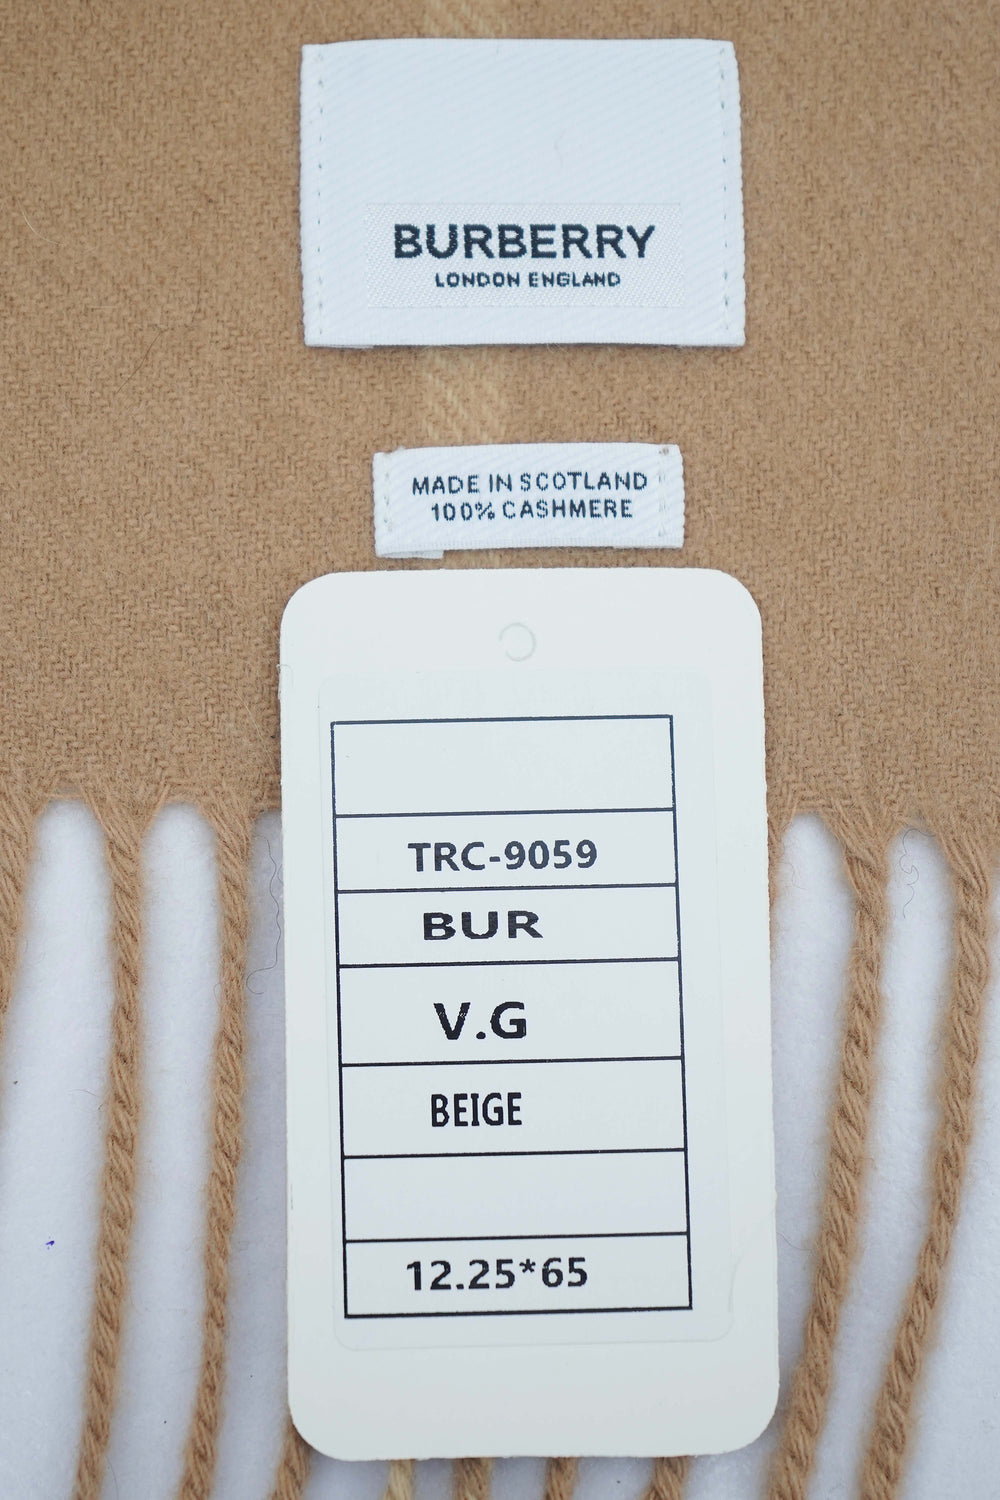 BURBERRY
LONDON ENGLAND
MADE IN SCOTLAND
100% CASHMERE
TRC-9059
BUR
V.G
BEIGE
12.25*65